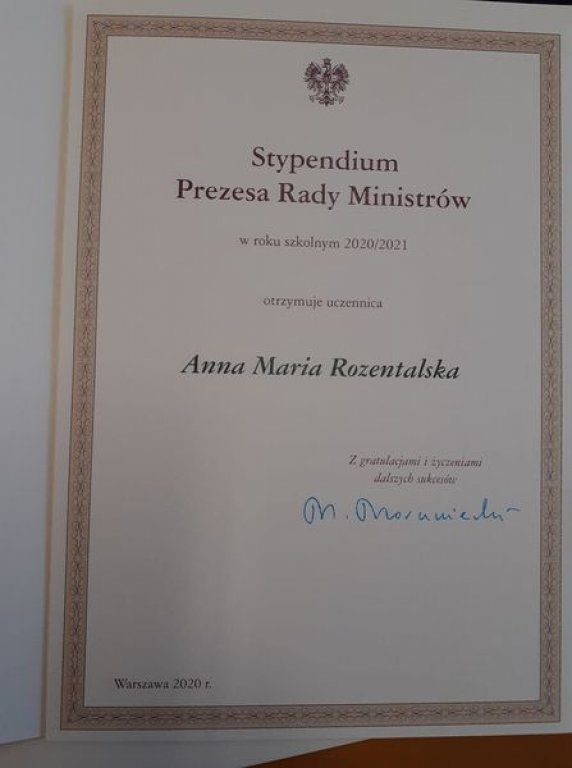 Stypendium
Prezesa Rady Ministrów
w roku szkolnym 2020/2021
otrzymuje uczennica
Anna Maria Rozentalska
Z gratulacjami i życzeniami
dalszych sukcesów
M. Morawiecki
Warszawa 2020 r.